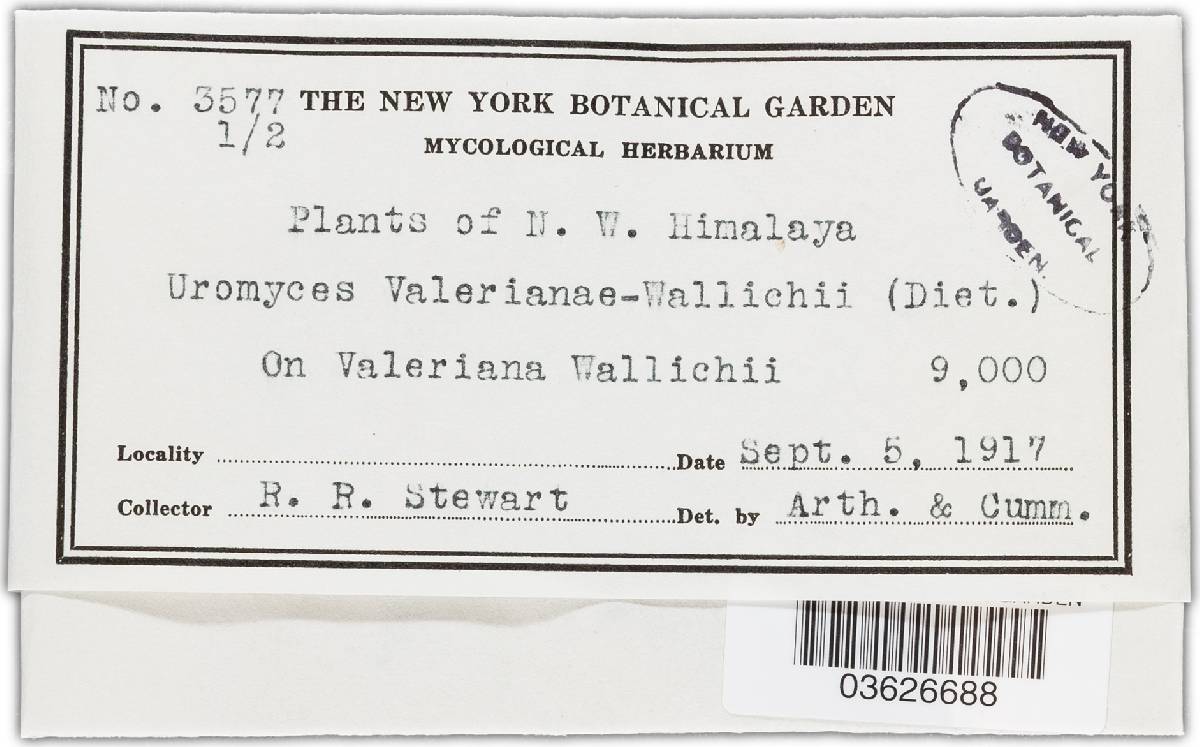 No. 3577 THE NEW YORK BOTANICAL GARDEN
1/2
MYCOLOGICAL HERBARIUM
NEW YORK
BOTANICAL
GARDEN
Plants of N. W. Himalaya
Uromyces Valerianae-Wallichii (Diet.)
On Valeriana Wallichii 9,000
Locality Date Sept. 5, 1917
Collector R. R. Stewart Det. by Arth. & Cumm.
GARDEN
03626688